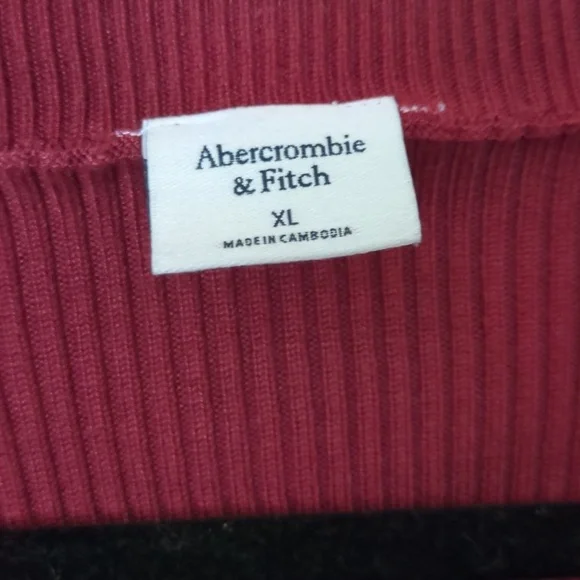 Abercrombie
& Fitch
XL
MADE IN CAMBODIA